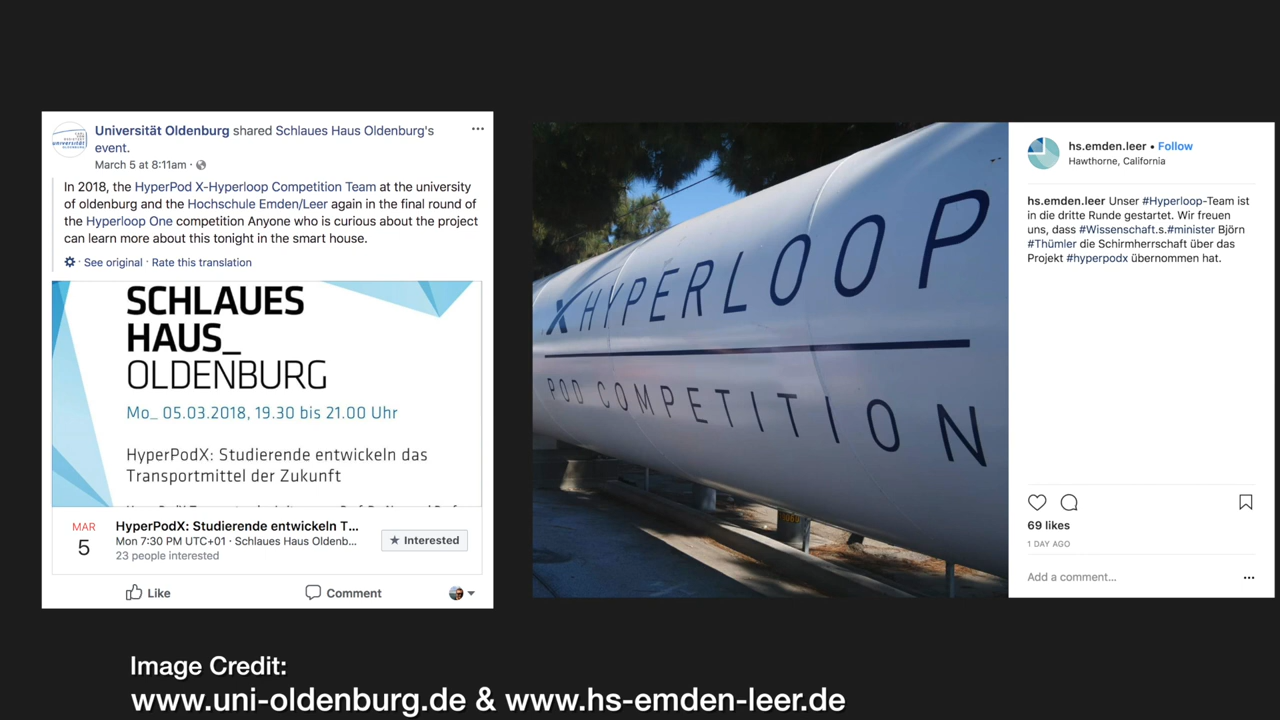 Universität Oldenburg shared Schlaues Haus Oldenburg's
event.
March 5 at 8:11am ·
In 2018, the HyperPod X-Hyperloop Competition Team at the university
of oldenburg and the Hochschule Emden/Leer again in the final round of
the Hyperloop One competition Anyone who is curious about the project
can learn more about this tonight in the smart house.
· See original · Rate this translation
SCHLAUES
HAUS_
OLDENBURG
Mo_ 05.03.2018, 19.30 bis 21.00 Uhr
HyperPodX: Studierende entwickeln das
Transportmittel der Zukunft
MAR
5
HyperPodX: Studierende entwickeln T...
Mon 7:30 PM UTC+01 · Schlaues Haus Oldenb...
23 people interested
★ Interested
Like
Comment
X HYPERLOOP
POD COMPETITION
hs.emden.leer • Follow
Hawthorne, California
hs.emden.leer Unser #Hyperloop-Team ist
in die dritte Runde gestartet. Wir freuen
uns, dass #Wissenschaft.s.#minister Björn
#Thümler die Schirmherrschaft über das
Projekt #hyperpodx übernommen hat.
69 likes
1 DAY AGO
Add a comment...
Image Credit:
www.uni-oldenburg.de & www.hs-emden-leer.de